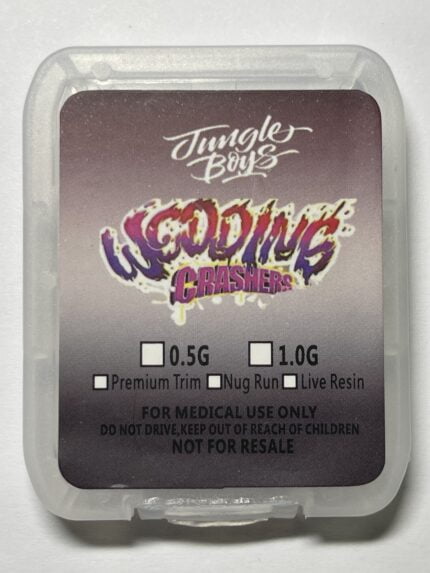 Jungle
Boys
WEDDING
CRASHERS
0.5G 1.0G
Premium Trim Nug Run Live Resin
FOR MEDICAL USE ONLY
DO NOT DRIVE,KEEP OUT OF REACH OF CHILDREN
NOT FOR RESALE